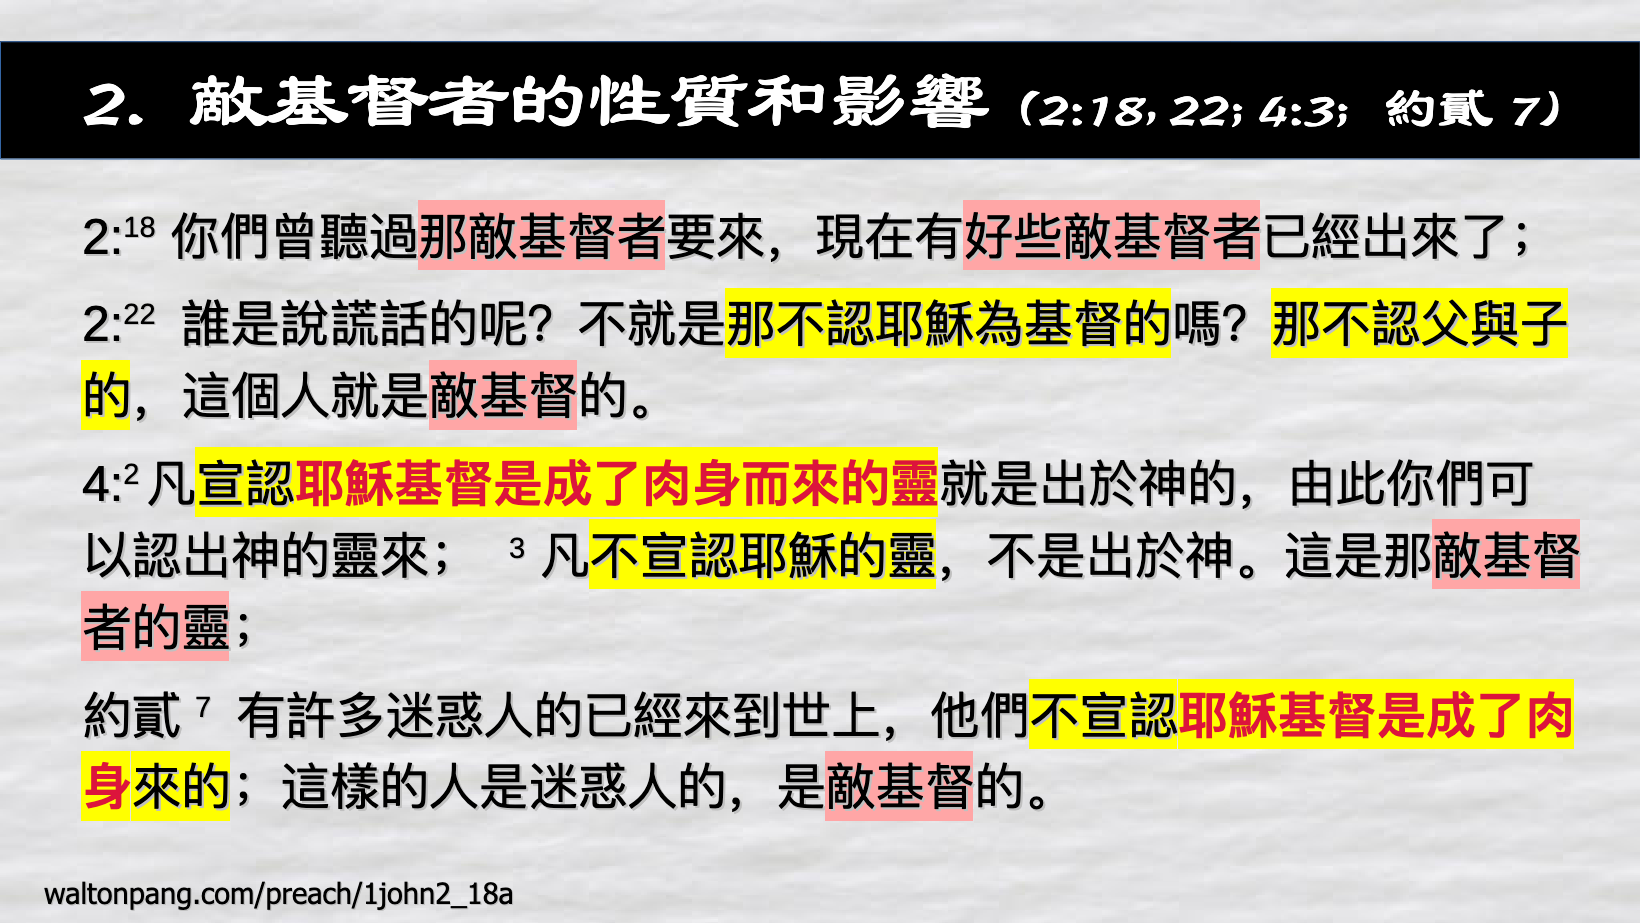 2. 敵基督者的性質和影響（2:18, 22; 4:3; 約貳 7）
2:18 你們曾聽過那敵基督者要來，現在有好些敵基督者已經出來了；
2:22 誰是說謊話的呢？不就是那不認耶穌為基督的嗎？那不認父與子
的，這個人就是敵基督的。
4:2 凡宣認耶穌基督是成了肉身而來的靈就是出於神的，由此你們可
以認出神的靈來； 3 凡不宣認耶穌的靈，不是出於神。這是那敵基督
者的靈；
約貳 7 有許多迷惑人的已經來到世上，他們不宣認耶穌基督是成了肉
身來的；這樣的人是迷惑人的，是敵基督的。
waltonpang.com/preach/1john2_18a